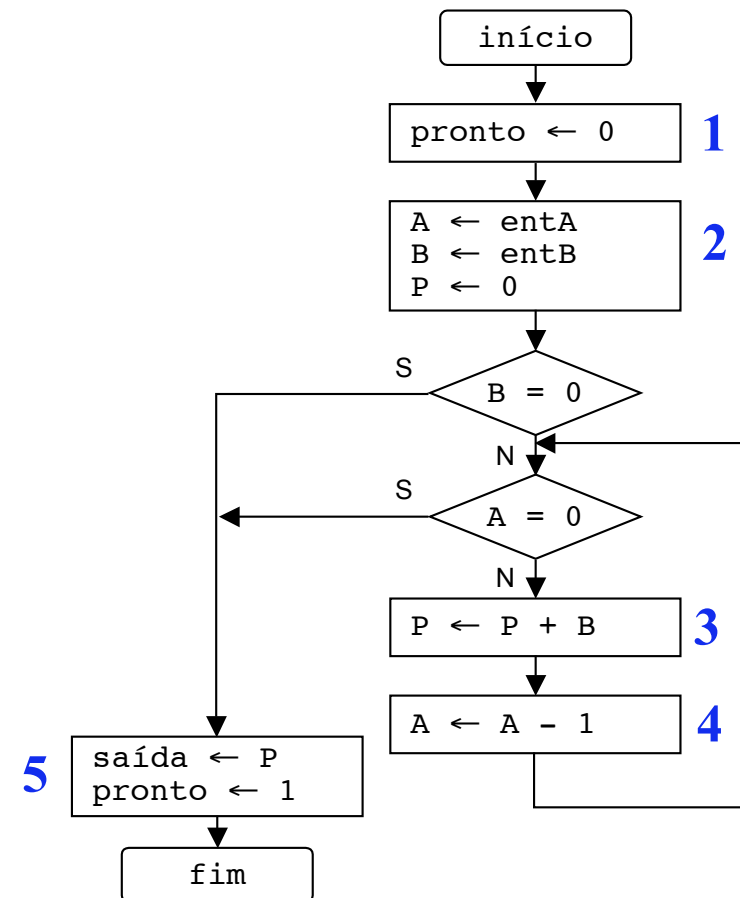 início
pronto ← 0
1
A ← entA
B ← entB
P ← 0
2
S
B = 0
N
S
A = 0
N
P ← P + B
3
A ← A - 1
4
5
saída ← P
pronto ← 1
fim